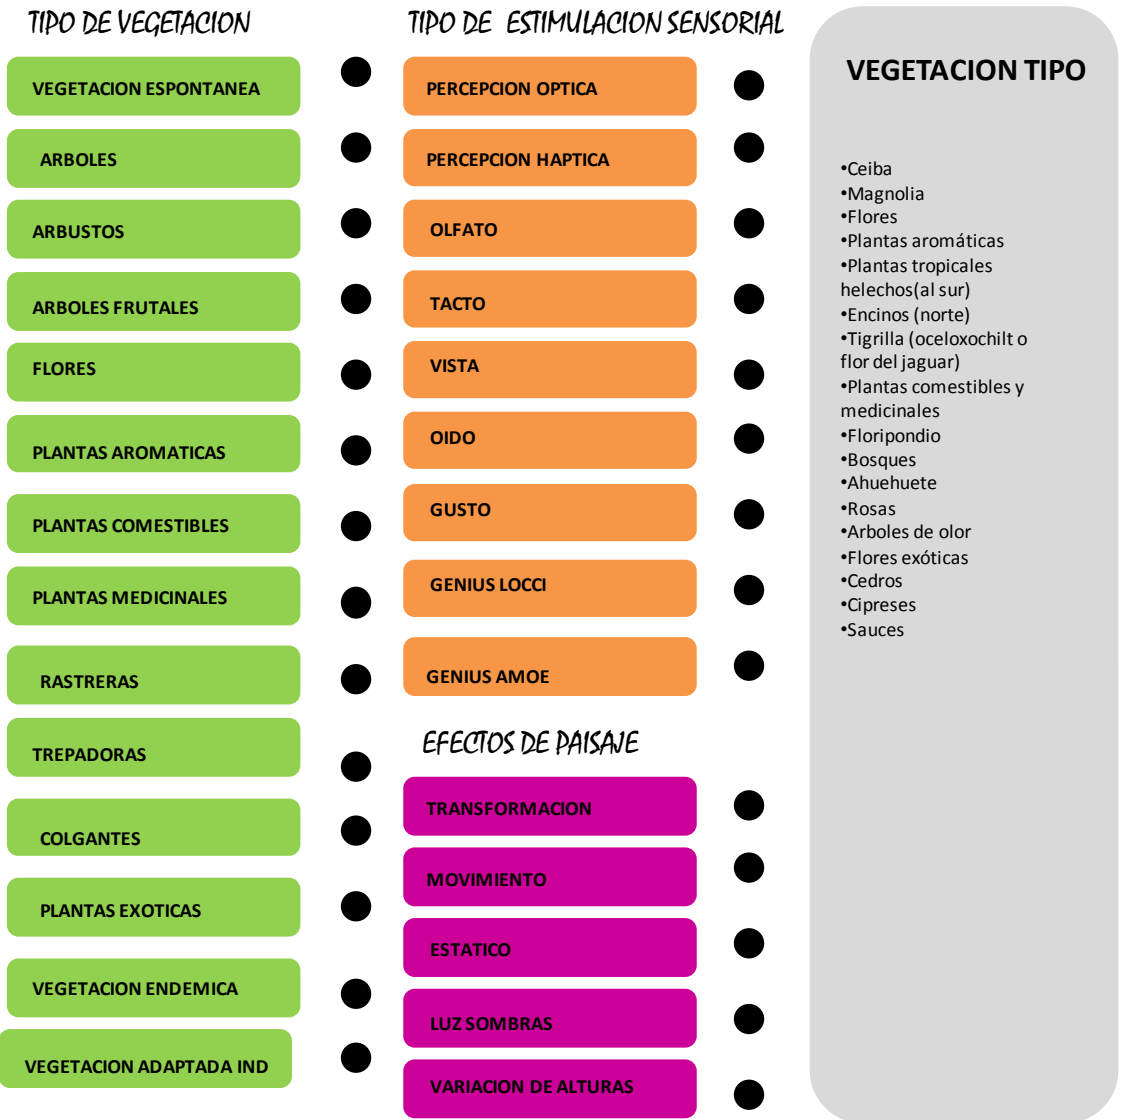 TIPO DE VEGETACION
VEGETACION ESPONTANEA
ARBOLES
ARBUSTOS
ARBOLES FRUTALES
FLORES
PLANTAS AROMATICAS
PLANTAS COMESTIBLES
PLANTAS MEDICINALES
RASTRERAS
TREPADORAS
COLGANTES
PLANTAS EXOTICAS
VEGETACION ENDEMICA
VEGETACION ADAPTADA IND
TIPO DE ESTIMULACION SENSORIAL
PERCEPCION OPTICA
PERCEPCION HAPTICA
OLFATO
TACTO
VISTA
OIDO
GUSTO
GENIUS LOCCI
GENIUS AMOE
EFECTOS DE PAISAJE
TRANSFORMACION
MOVIMIENTO
ESTATICO
LUZ SOMBRAS
VARIACION DE ALTURAS
VEGETACION TIPO
•Ceiba
•Magnolia
•Flores
•Plantas aromáticas
•Plantas tropicales
helechos(al sur)
•Encinos (norte)
•Tigrilla (oceloxochilt o
flor del jaguar)
•Plantas comestibles y
medicinales
•Floripondio
•Bosques
•Ahuehuete
•Rosas
•Arboles de olor
•Flores exóticas
•Cedros
•Cipreses
•Sauces